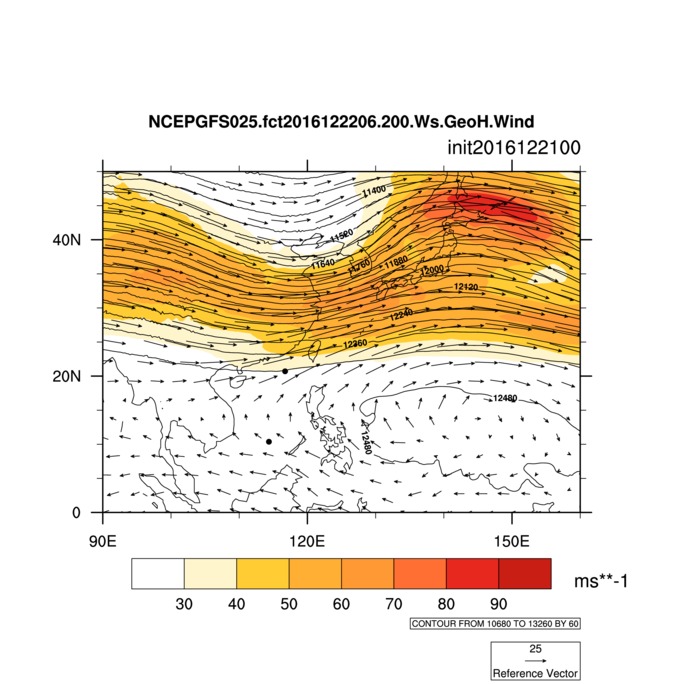 NCEPGFS025.fct2016122206.200.Ws.GeoH.Wind
init2016122100
11400
11520
11640
11760
11880
12000
12120
12240
12360
12480
12480
40N
20N
0
90E
120E
150E
30 40 50 60 70 80 90
ms**-1
CONTOUR FROM 10680 TO 13260 BY 60
25
Reference Vector